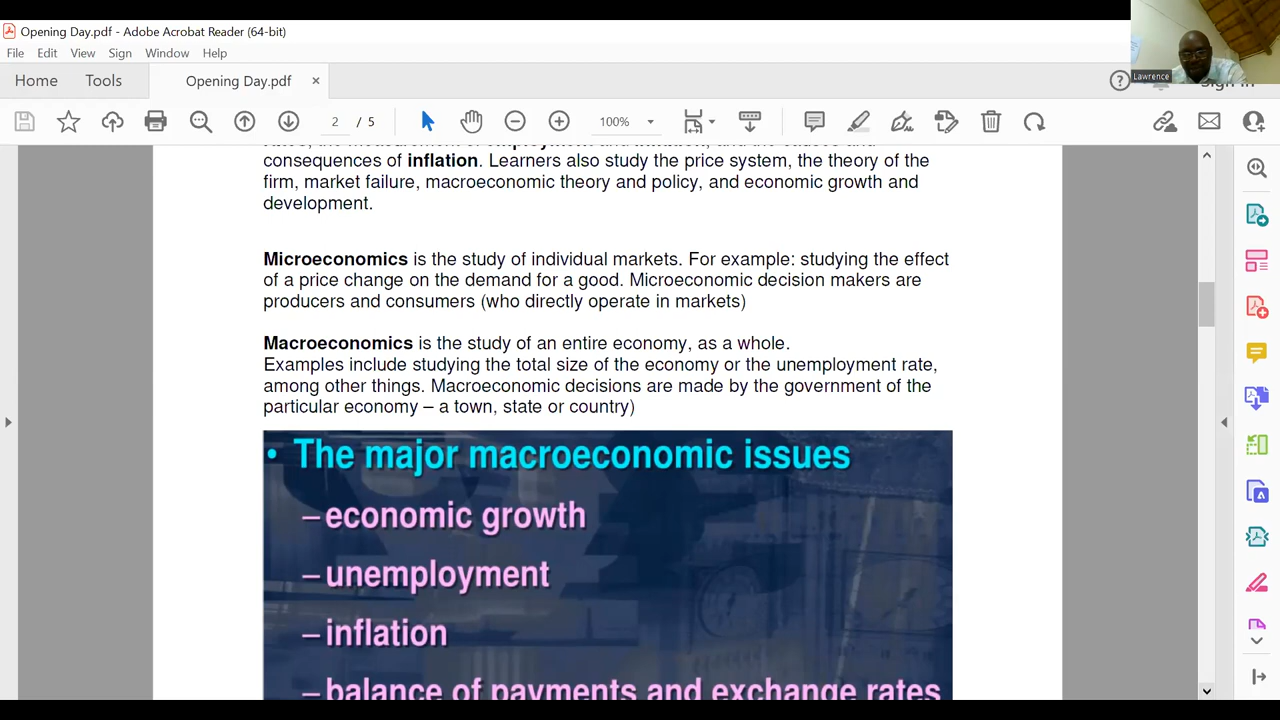 Opening Day.pdf - Adobe Acrobat Reader (64-bit)
File Edit View Sign Window Help
Home Tools Opening Day.pdf ×
Lawrence
2 / 5 100%
consequences of inflation. Learners also study the price system, the theory of the
firm, market failure, macroeconomic theory and policy, and economic growth and
development.
Microeconomics is the study of individual markets. For example: studying the effect
of a price change on the demand for a good. Microeconomic decision makers are
producers and consumers (who directly operate in markets)
Macroeconomics is the study of an entire economy, as a whole.
Examples include studying the total size of the economy or the unemployment rate,
among other things. Macroeconomic decisions are made by the government of the
particular economy – a town, state or country)
• The major macroeconomic issues
– economic growth
– unemployment
– inflation
– balance of payments and exchange rates